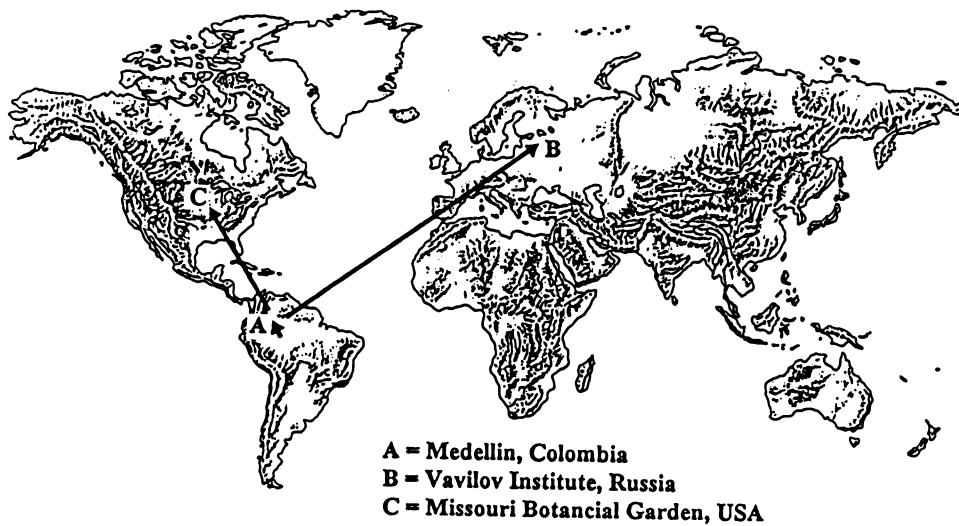 C
B
A
A = Medellin, Colombia
B = Vavilov Institute, Russia
C = Missouri Botancial Garden, USA